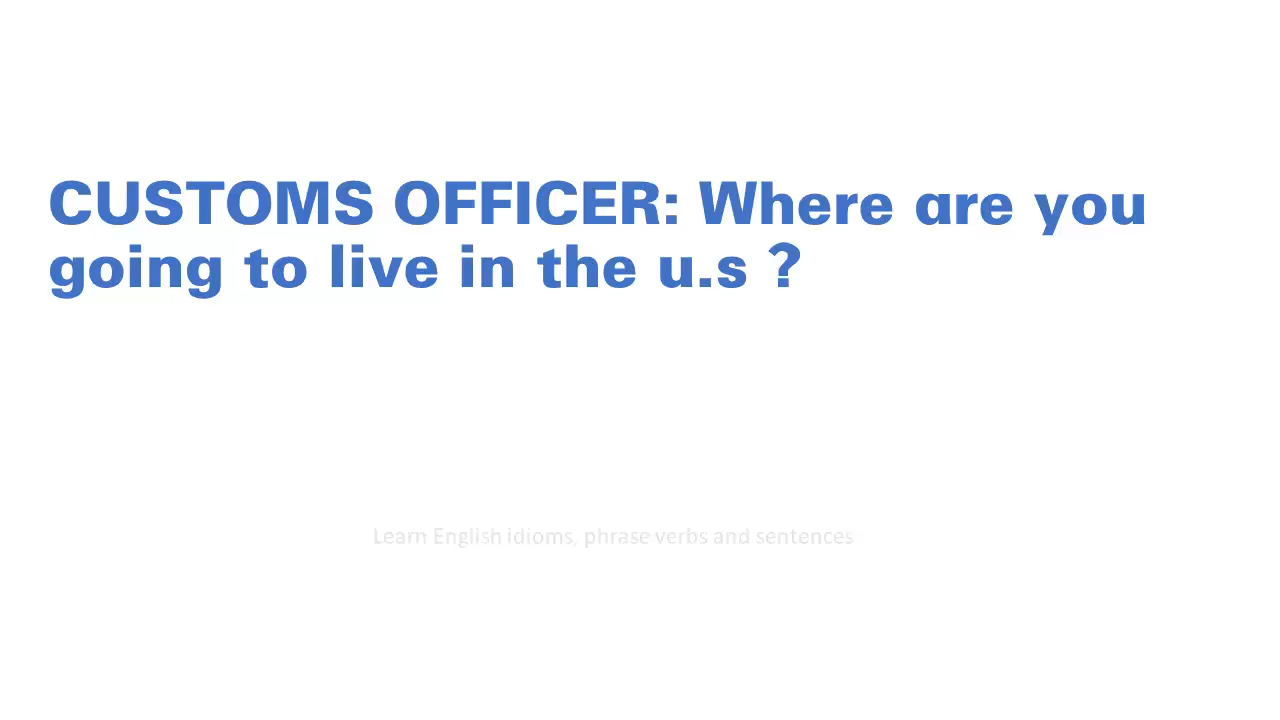 CUSTOMS OFFICER: Where are you
going to live in the u.s ?
Learn English idioms, phrase verbs and sentences